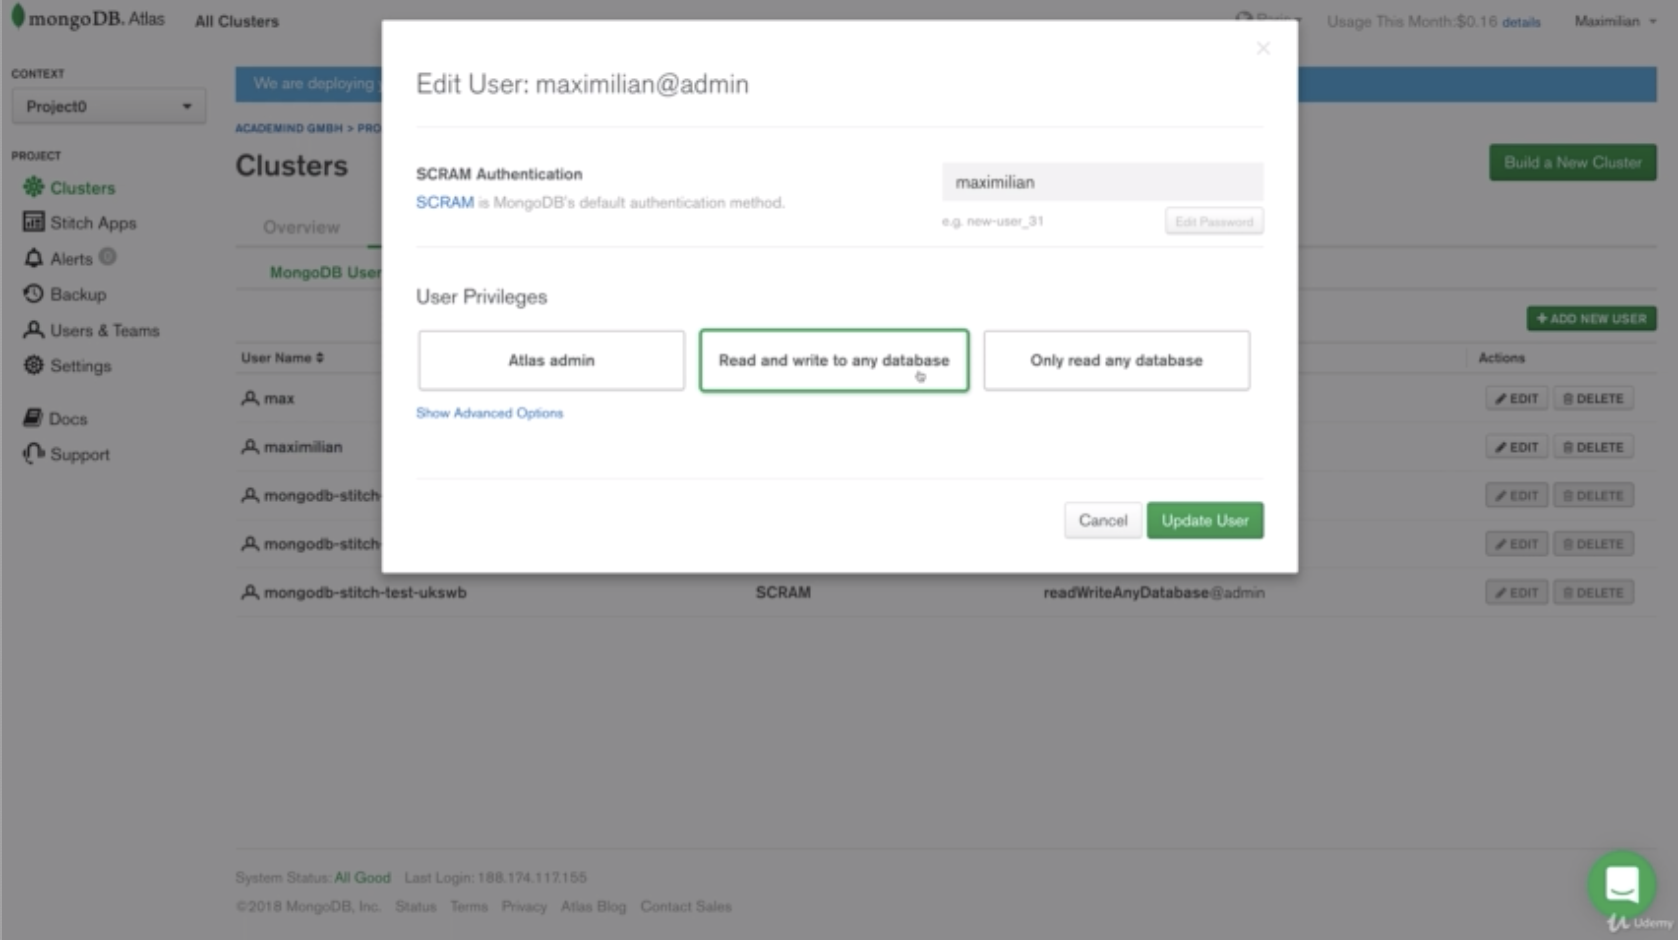 mongoDB. Atlas
All Clusters
Usage This Month:$0.16 details
Maximilian
CONTEXT
Project0
PROJECT
Clusters
Stitch Apps
Alerts 0
Backup
Users & Teams
Settings
Docs
Support
We are deploying
ACADEMIND GMBH > PRO
Clusters
Build a New Cluster
Overview
MongoDB User
+ ADD NEW USER
User Name
Actions
max
EDIT DELETE
maximilian
EDIT DELETE
mongodb-stitch-
EDIT DELETE
mongodb-stitch-
EDIT DELETE
mongodb-stitch-test-ukswb SCRAM readWriteAnyDatabase@admin
EDIT DELETE
×
Edit User: maximilian@admin
SCRAM Authentication
SCRAM is MongoDB's default authentication method.
maximilian
e.g. new-user_31
Edit Password
User Privileges
Atlas admin
Read and write to any database
Only read any database
Show Advanced Options
Cancel
Update User
System Status: All Good Last Login: 188.174.117.155
©2018 MongoDB, Inc. Status Terms Privacy Atlas Blog Contact Sales
Udemy